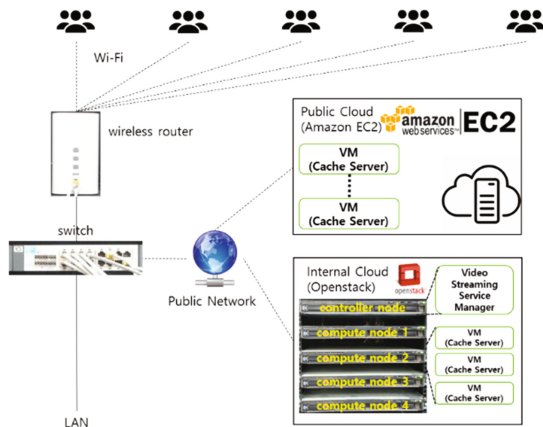 Wi-Fi
wireless router
switch
Public Network
LAN
Public Cloud
(Amazon EC2)
amazon
webservices™
EC2
VM
(Cache Server)
VM
(Cache Server)
Internal Cloud
(Openstack)
openstack
Video
Streaming
Service
Manager
controller node
compute node 1
compute node 2
compute node 3
compute node 4
VM
(Cache Server)
VM
(Cache Server)
VM
(Cache Server)